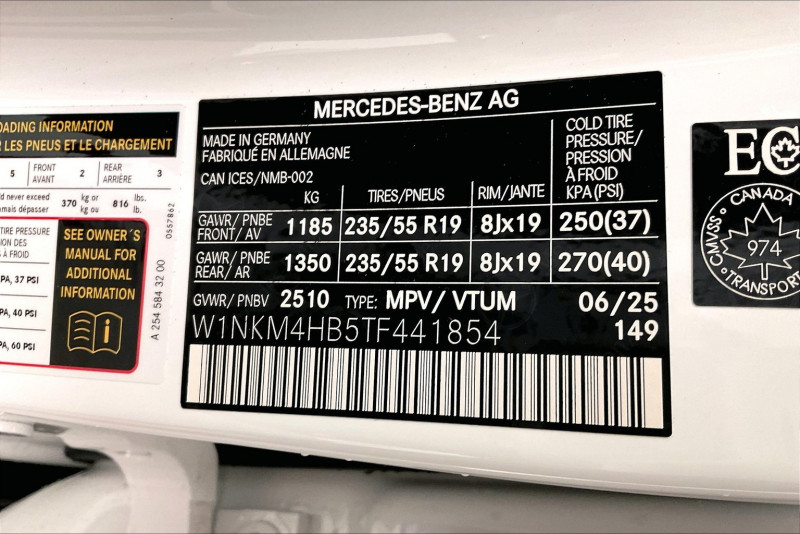 OADING INFORMATION
LES PNEUS ET LE CHARGEMENT
5 FRONT AVANT 2 REAR ARRIÈRE 3
never exceed 370 kg or 816 lbs.
mais dépasser kg ou lb.
TIRE PRESSURE
À FROID
PA, 37 PSI
PA, 40 PSI
PA, 60 PSI
SEE OWNER´S
MANUAL FOR
ADDITIONAL
INFORMATION
A 254 584 32 00
0557862
MERCEDES-BENZ AG
MADE IN GERMANY
FABRIQUÉ EN ALLEMAGNE
CAN ICES/NMB-002
COLD TIRE
PRESSURE/
PRESSION
À FROID
KPA(PSI)
KG TIRES/PNEUS RIM/JANTE
GAWR/PNBE FRONT/AV 1185 235/55 R19 8Jx19 250(37)
GAWR/PNBE REAR/AR 1350 235/55 R19 8Jx19 270(40)
GVWR/PNBV 2510 TYPE: MPV/VTUM 06/25
W1NKM4HB5TF441854 149
EC
CANADA
974
TRANSPORT
CMVSS